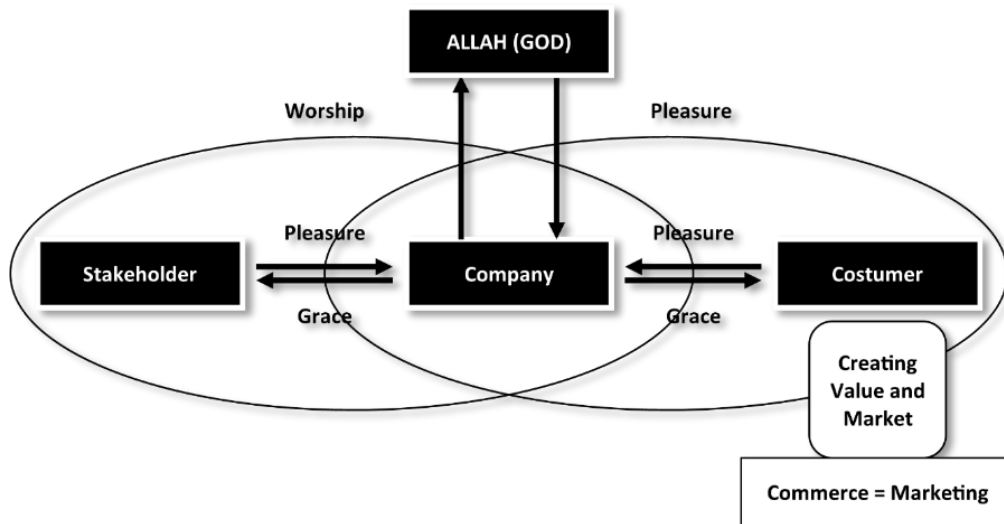 ALLAH (GOD)
Worship
Pleasure
Pleasure
Pleasure
Stakeholder
Company
Costumer
Grace
Grace
Creating
Value and
Market
Commerce = Marketing